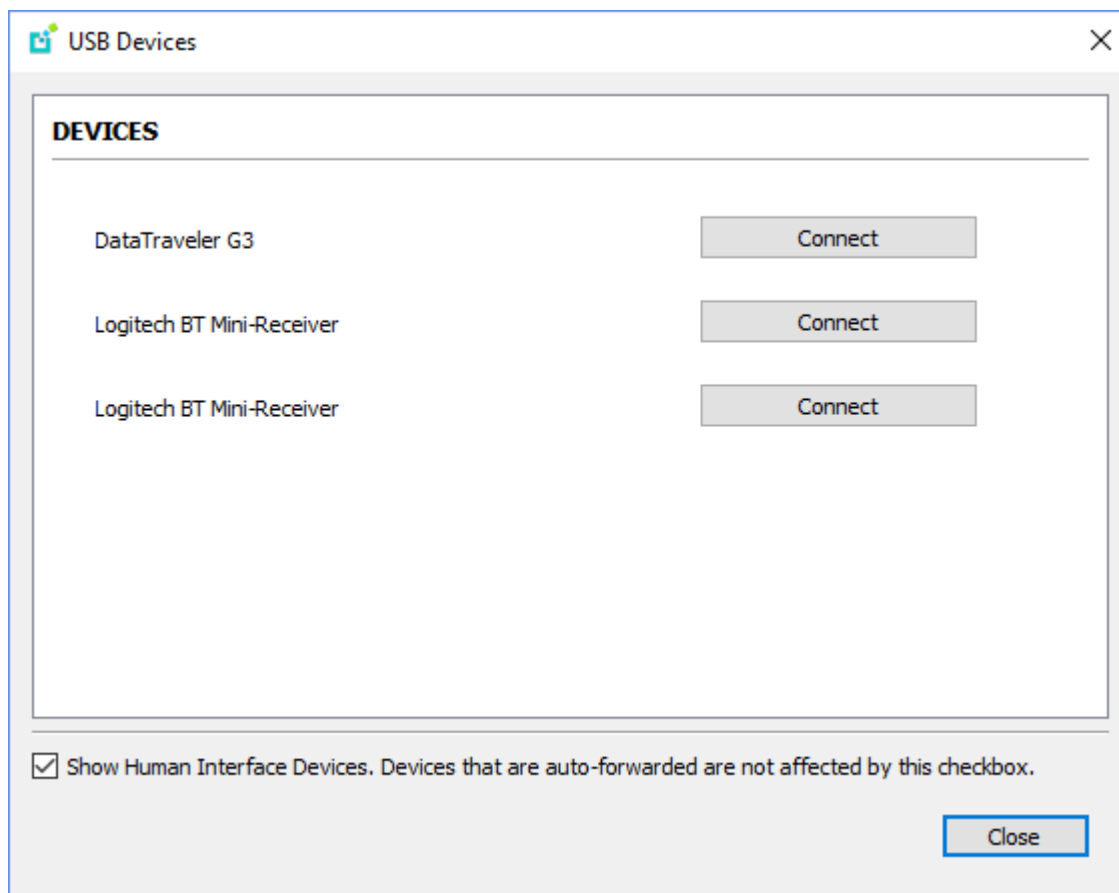 USB Devices
DEVICES
DataTraveler G3 Connect
Logitech BT Mini-Receiver Connect
Logitech BT Mini-Receiver Connect
Show Human Interface Devices. Devices that are auto-forwarded are not affected by this checkbox.
Close